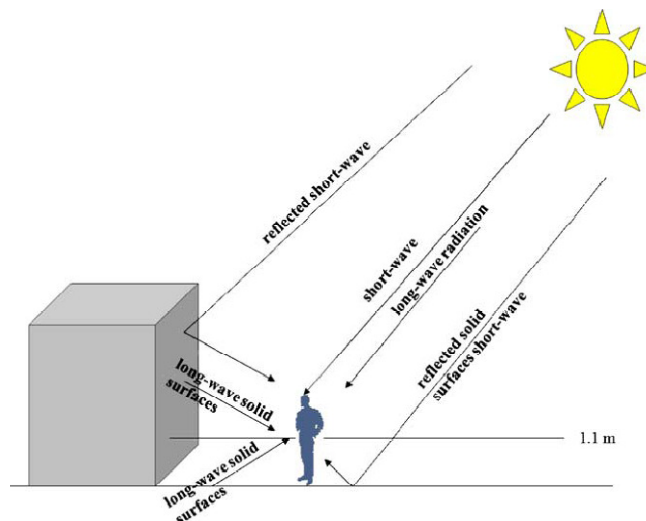 reflected short-wave
short-wave
long-wave radiation
reflected solid
surfaces short-wave
long-wave solid
surfaces
1.1 m
long-wave solid
surfaces